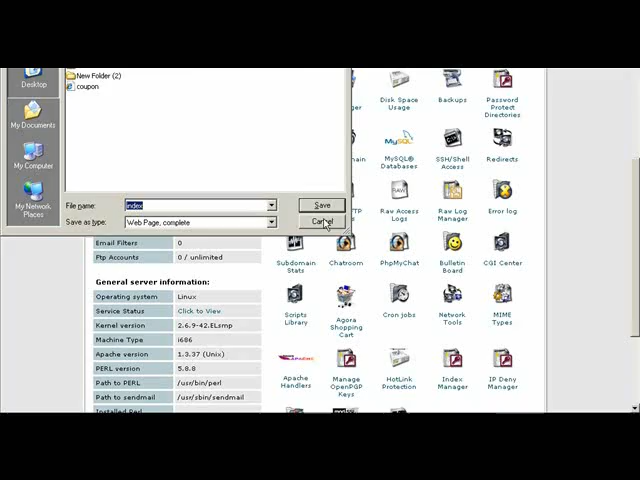 New Folder (2)
coupon
Desktop
My Documents
My Computer
My Network
Places
File name:
index
Save
Save as type:
Web Page, complete
Cancel
Disk Space
Usage
Backups
Password
Protect
Directories
MySQL
MySQL®
Databases
SSH/Shell
Access
Redirects
Raw Access
Logs
Raw Log
Manager
Error log
Email Filters
0
Ftp Accounts
0 / unlimited
Subdomain
Stats
Chatroom
PhpMyChat
Bulletin
Board
CGI Center
General server information:
Operating system
Linux
Service Status
Click to View
Kernel version
2.6.9-42.ELsmp
Machine Type
i686
Apache version
1.3.37 (Unix)
PERL version
5.8.8
Path to PERL
/usr/bin/perl
Path to sendmail
/usr/sbin/sendmail
Installed Perl
Scripts
Library
Agora
Shopping
Cart
Cron jobs
Network
Tools
MIME
Types
APACHE
Apache
Handlers
Manage
OpenPGP
Keys
HotLink
Protection
Index
Manager
IP Deny
Manager